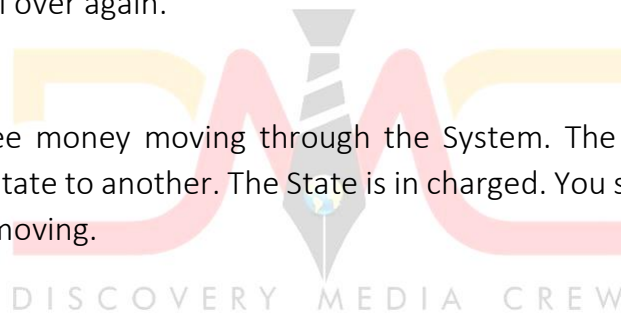 over again.
ee money moving through the System. The
tate to another. The State is in charged. You s
moving.
DISCOVERY MEDIA CREW